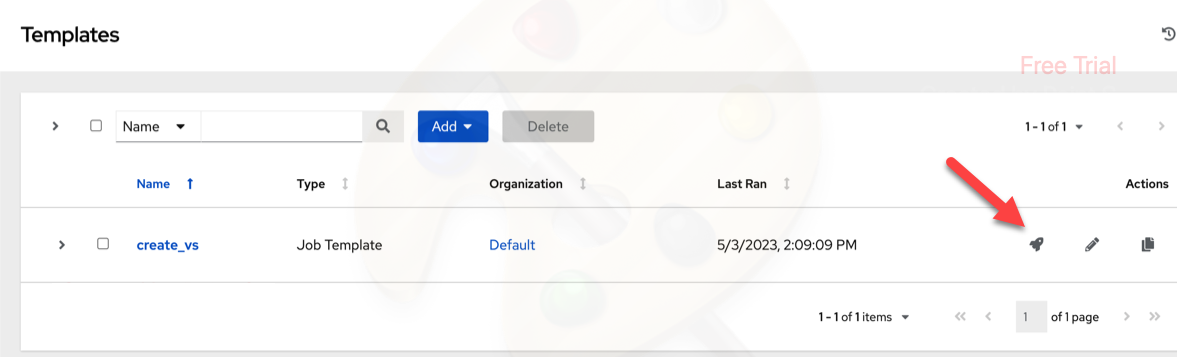 Templates
Free Trial
Name Add Delete 1 - 1 of 1
Name Type Organization Last Ran Actions
create_vs Job Template Default 5/3/2023, 2:09:09 PM
1 - 1 of 1 items 1 of 1 page